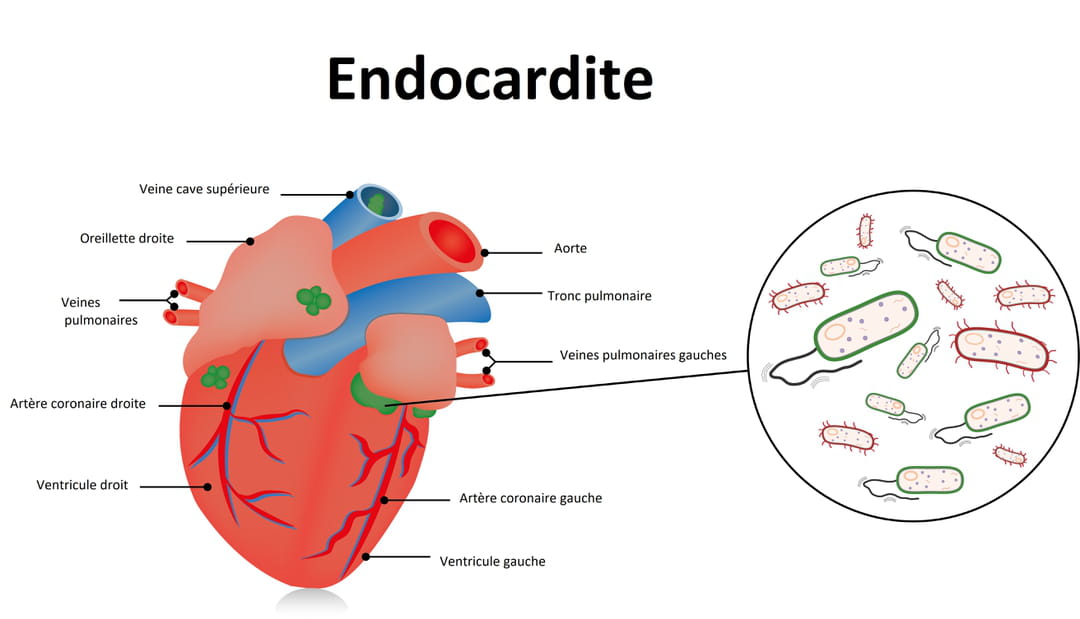 Endocardite
Veine cave supérieure
Oreillette droite
Veines
pulmonaires
Artère coronaire droite
Ventricule droit
Aorte
Tronc pulmonaire
Veines pulmonaires gauches
Artère coronaire gauche
Ventricule gauche